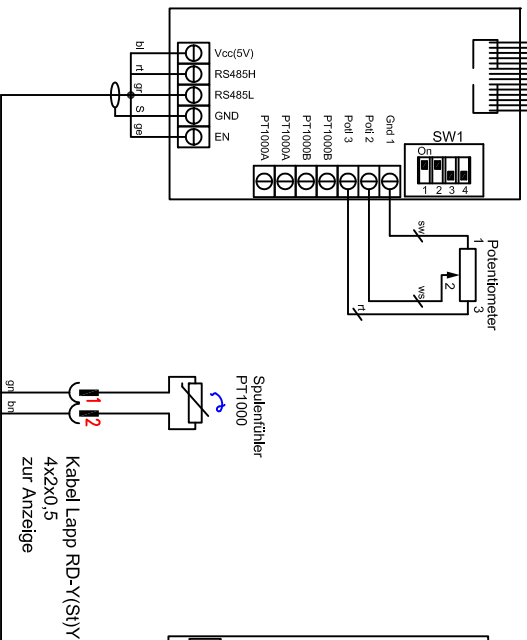 bl
rt
gr
S
ge
Vcc(5V)
RS485H
RS485L
GND
EN
PT1000A
PT1000A
PT1000B
PT1000B
Poti 3
Poti 2
Gnd 1
SW1
On
1 2 3 4
sw
ws
rt
1
2
3
Potentiometer
Spulenfühler
PT1000
1
2
gn
bn
Kabel Lapp RD-Y(St)Y
4x2x0,5
zur Anzeige